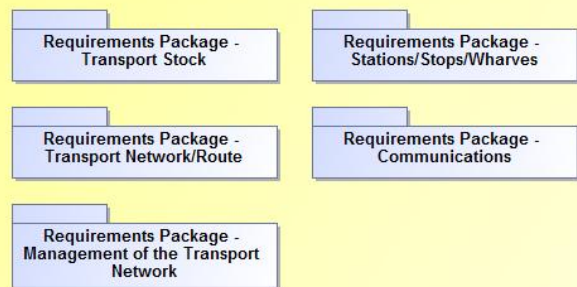 Requirements Package -
Transport Stock
Requirements Package -
Stations/Stops/Wharves
Requirements Package -
Transport Network/Route
Requirements Package -
Communications
Requirements Package -
Management of the Transport
Network